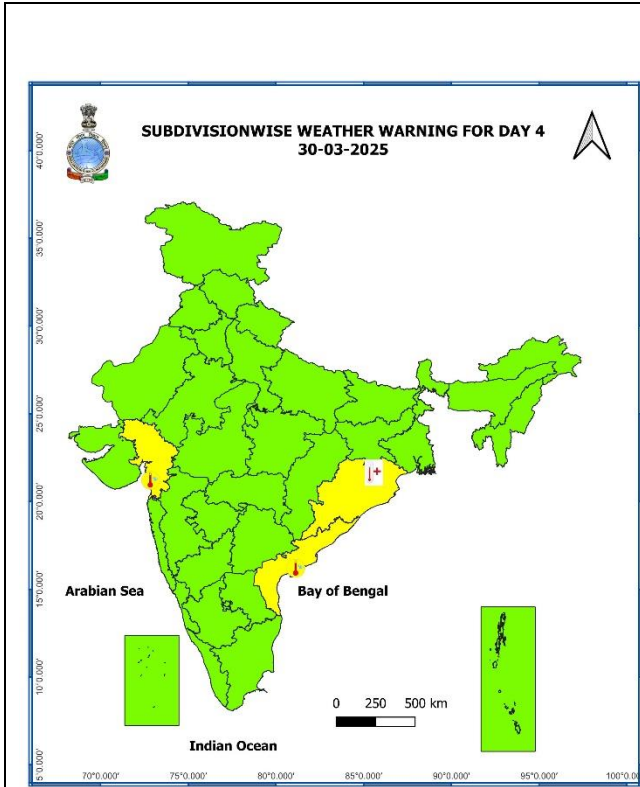 SUBDIVISIONWISE WEATHER WARNING FOR DAY 4
30-03-2025
40°0.000'
35°0.000'
30°0.000'
25°0.000'
20°0.000'
15°0.000'
10°0.000'
5°0.000'
Arabian Sea
Bay of Bengal
0 250 500 km
Indian Ocean
70°0.000' 75°0.000' 80°0.000' 85°0.000' 90°0.000' 95°0.000' 100°0.000'